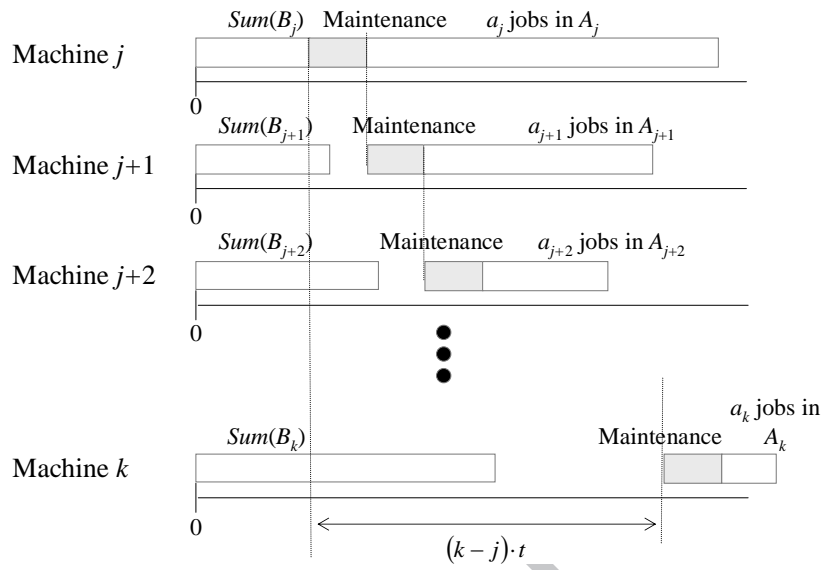 Sum(B_j) Maintenance a_j jobs in A_j
Machine j
0
Sum(B_{j+1}) Maintenance a_{j+1} jobs in A_{j+1}
Machine j+1
0
Sum(B_{j+2}) Maintenance a_{j+2} jobs in A_{j+2}
Machine j+2
0
a_k jobs in
Sum(B_k) Maintenance A_k
Machine k
0
(k − j)·t